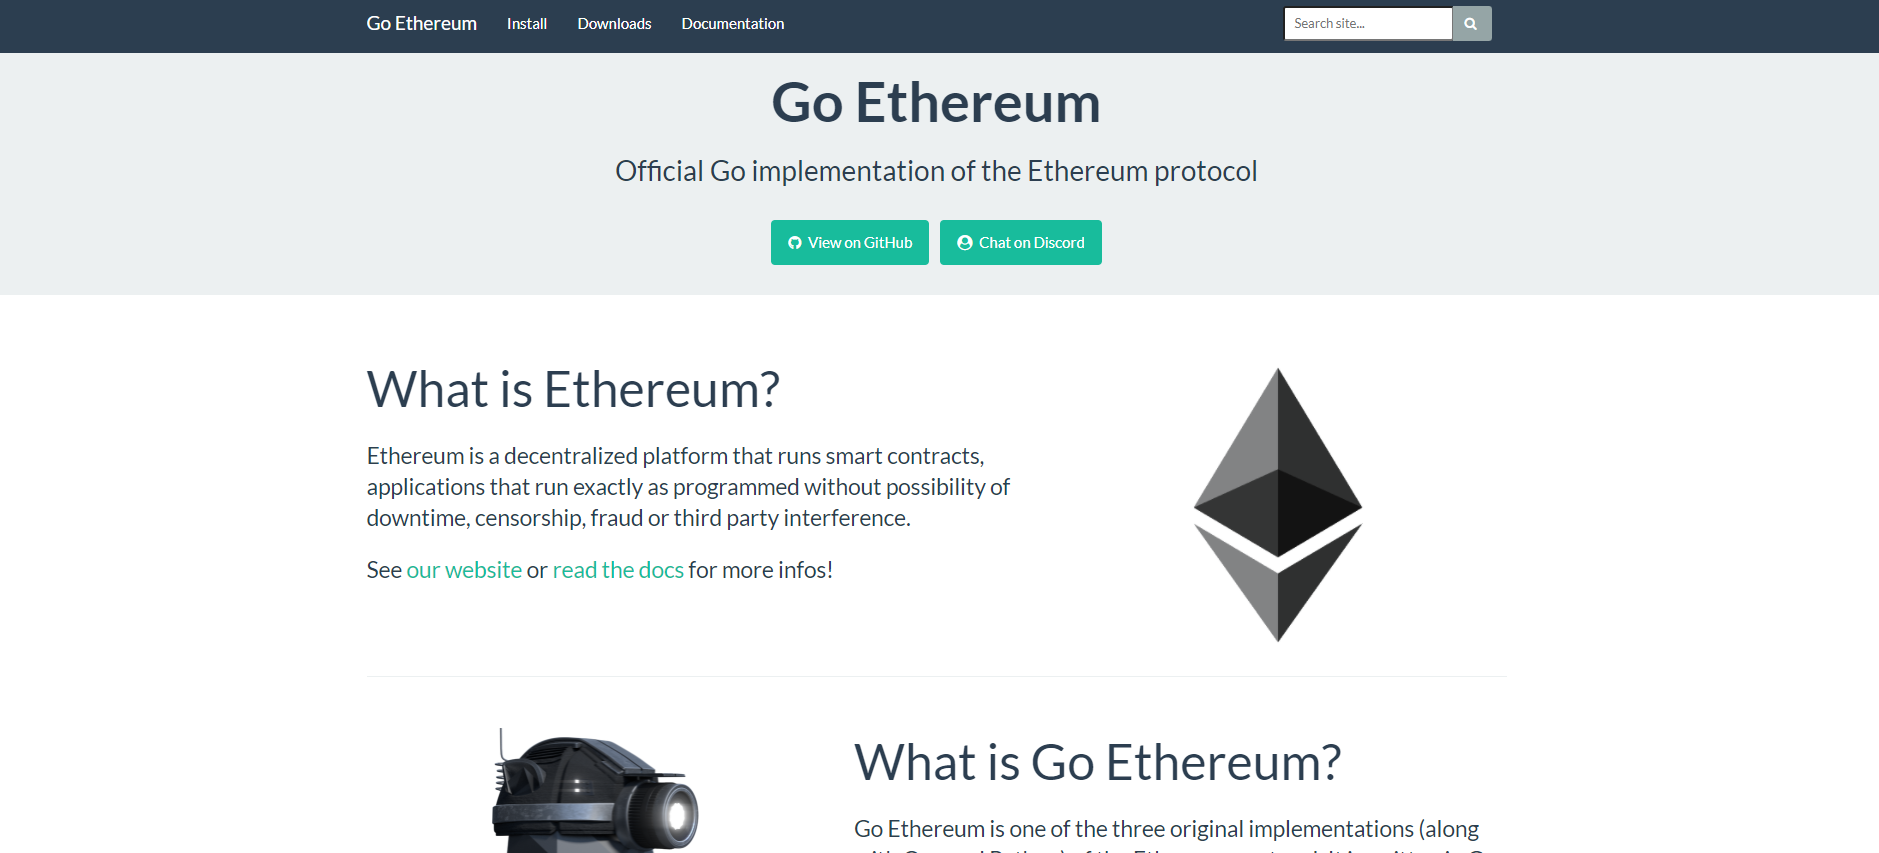 Go Ethereum Install Downloads Documentation Search site...
Go Ethereum
Official Go implementation of the Ethereum protocol
View on GitHub Chat on Discord
What is Ethereum?
Ethereum is a decentralized platform that runs smart contracts,
applications that run exactly as programmed without possibility of
downtime, censorship, fraud or third party interference.
See our website or read the docs for more infos!
What is Go Ethereum?
Go Ethereum is one of the three original implementations (along